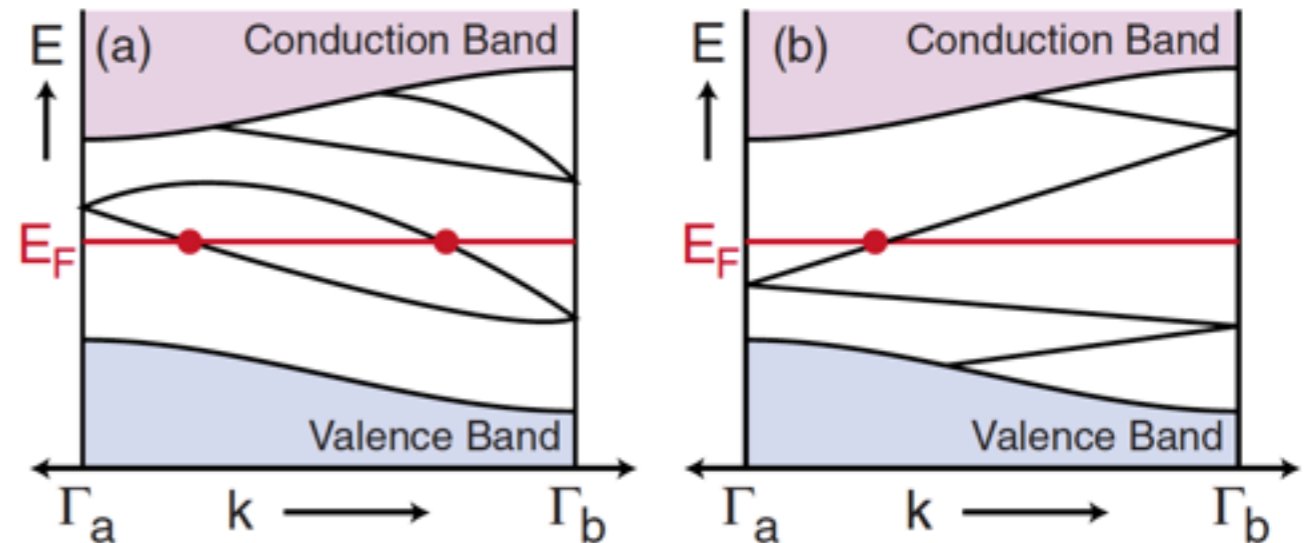 E (a) Conduction Band
E_F
Valence Band
Γ_a k Γ_b
E (b) Conduction Band
E_F
Valence Band
Γ_a k Γ_b